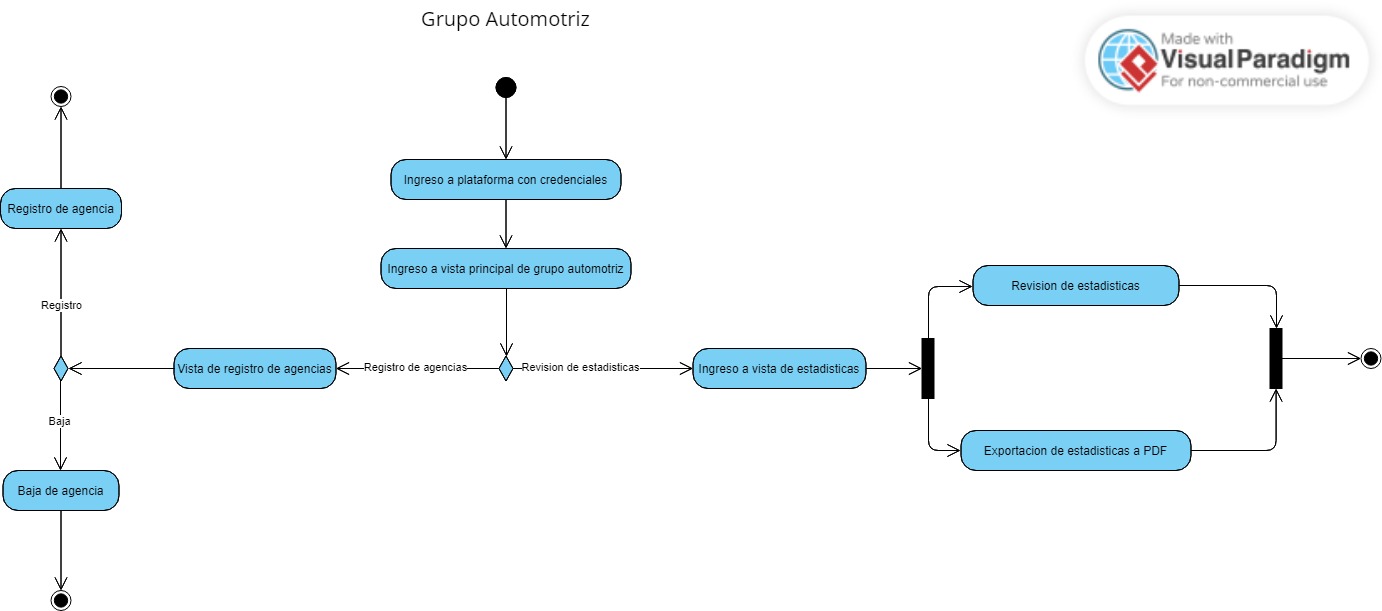 Grupo Automotriz
Made with
Visual Paradigm
For non-commercial use
Ingreso a plataforma con credenciales
Registro de agencia
Ingreso a vista principal de grupo automotriz
Revision de estadisticas
Registro
Vista de registro de agencias
Registro de agencias
Revision de estadisticas
Ingreso a vista de estadisticas
Baja
Exportacion de estadisticas a PDF
Baja de agencia